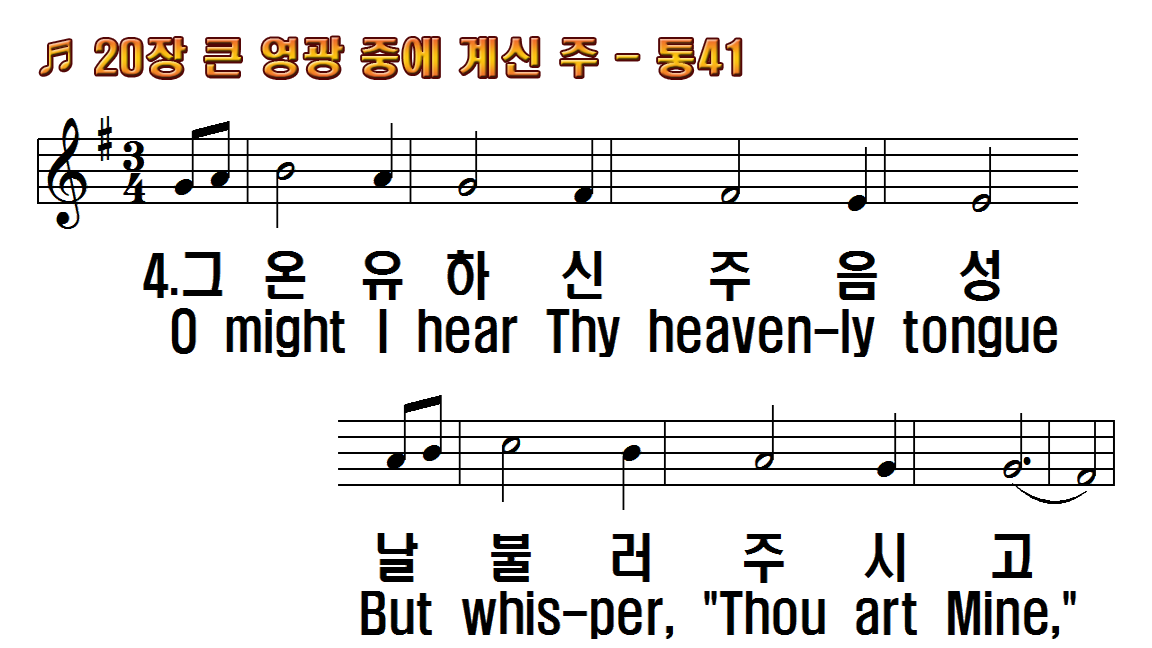 ♬ 20장 큰 영광 중에 계신 주 - 통41
3
4
4.그 온 유 하 신 주 음 성
O might I hear Thy heaven-ly tongue
날 불 러 주 시 고
But whis-per, "Thou art Mine,"